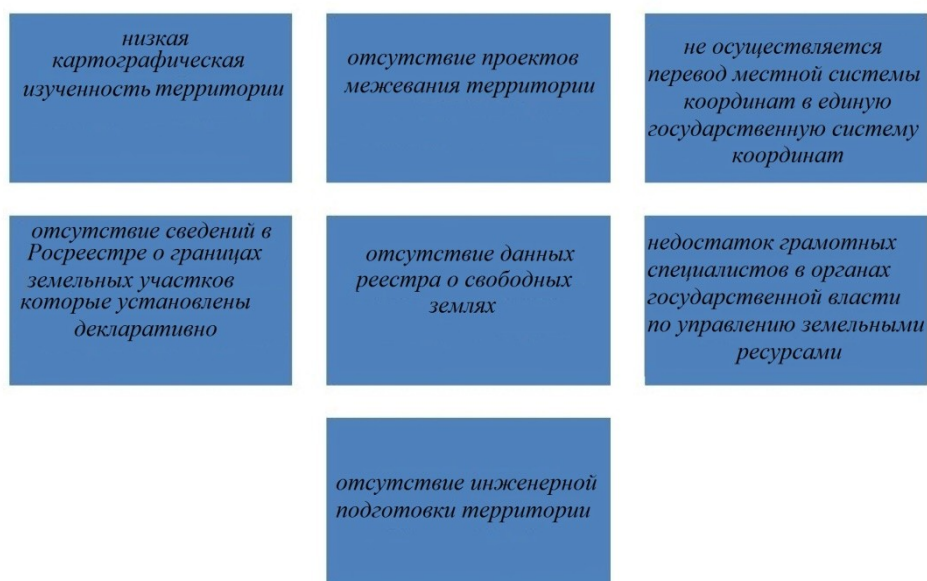 низкая
картографическая
изученность территории
отсутствие проектов
межевания территории
не осуществляется
перевод местной системы
координат в единую
государственную систему
координат
отсутствие сведений в
Росреестре о границах
земельных участков
которые установлены
декларативно
отсутствие данных
реестра о свободных
землях
недостаток грамотных
специалистов в органах
государственной власти
по управлению земельными
ресурсами
отсутствие инженерной
подготовки территории